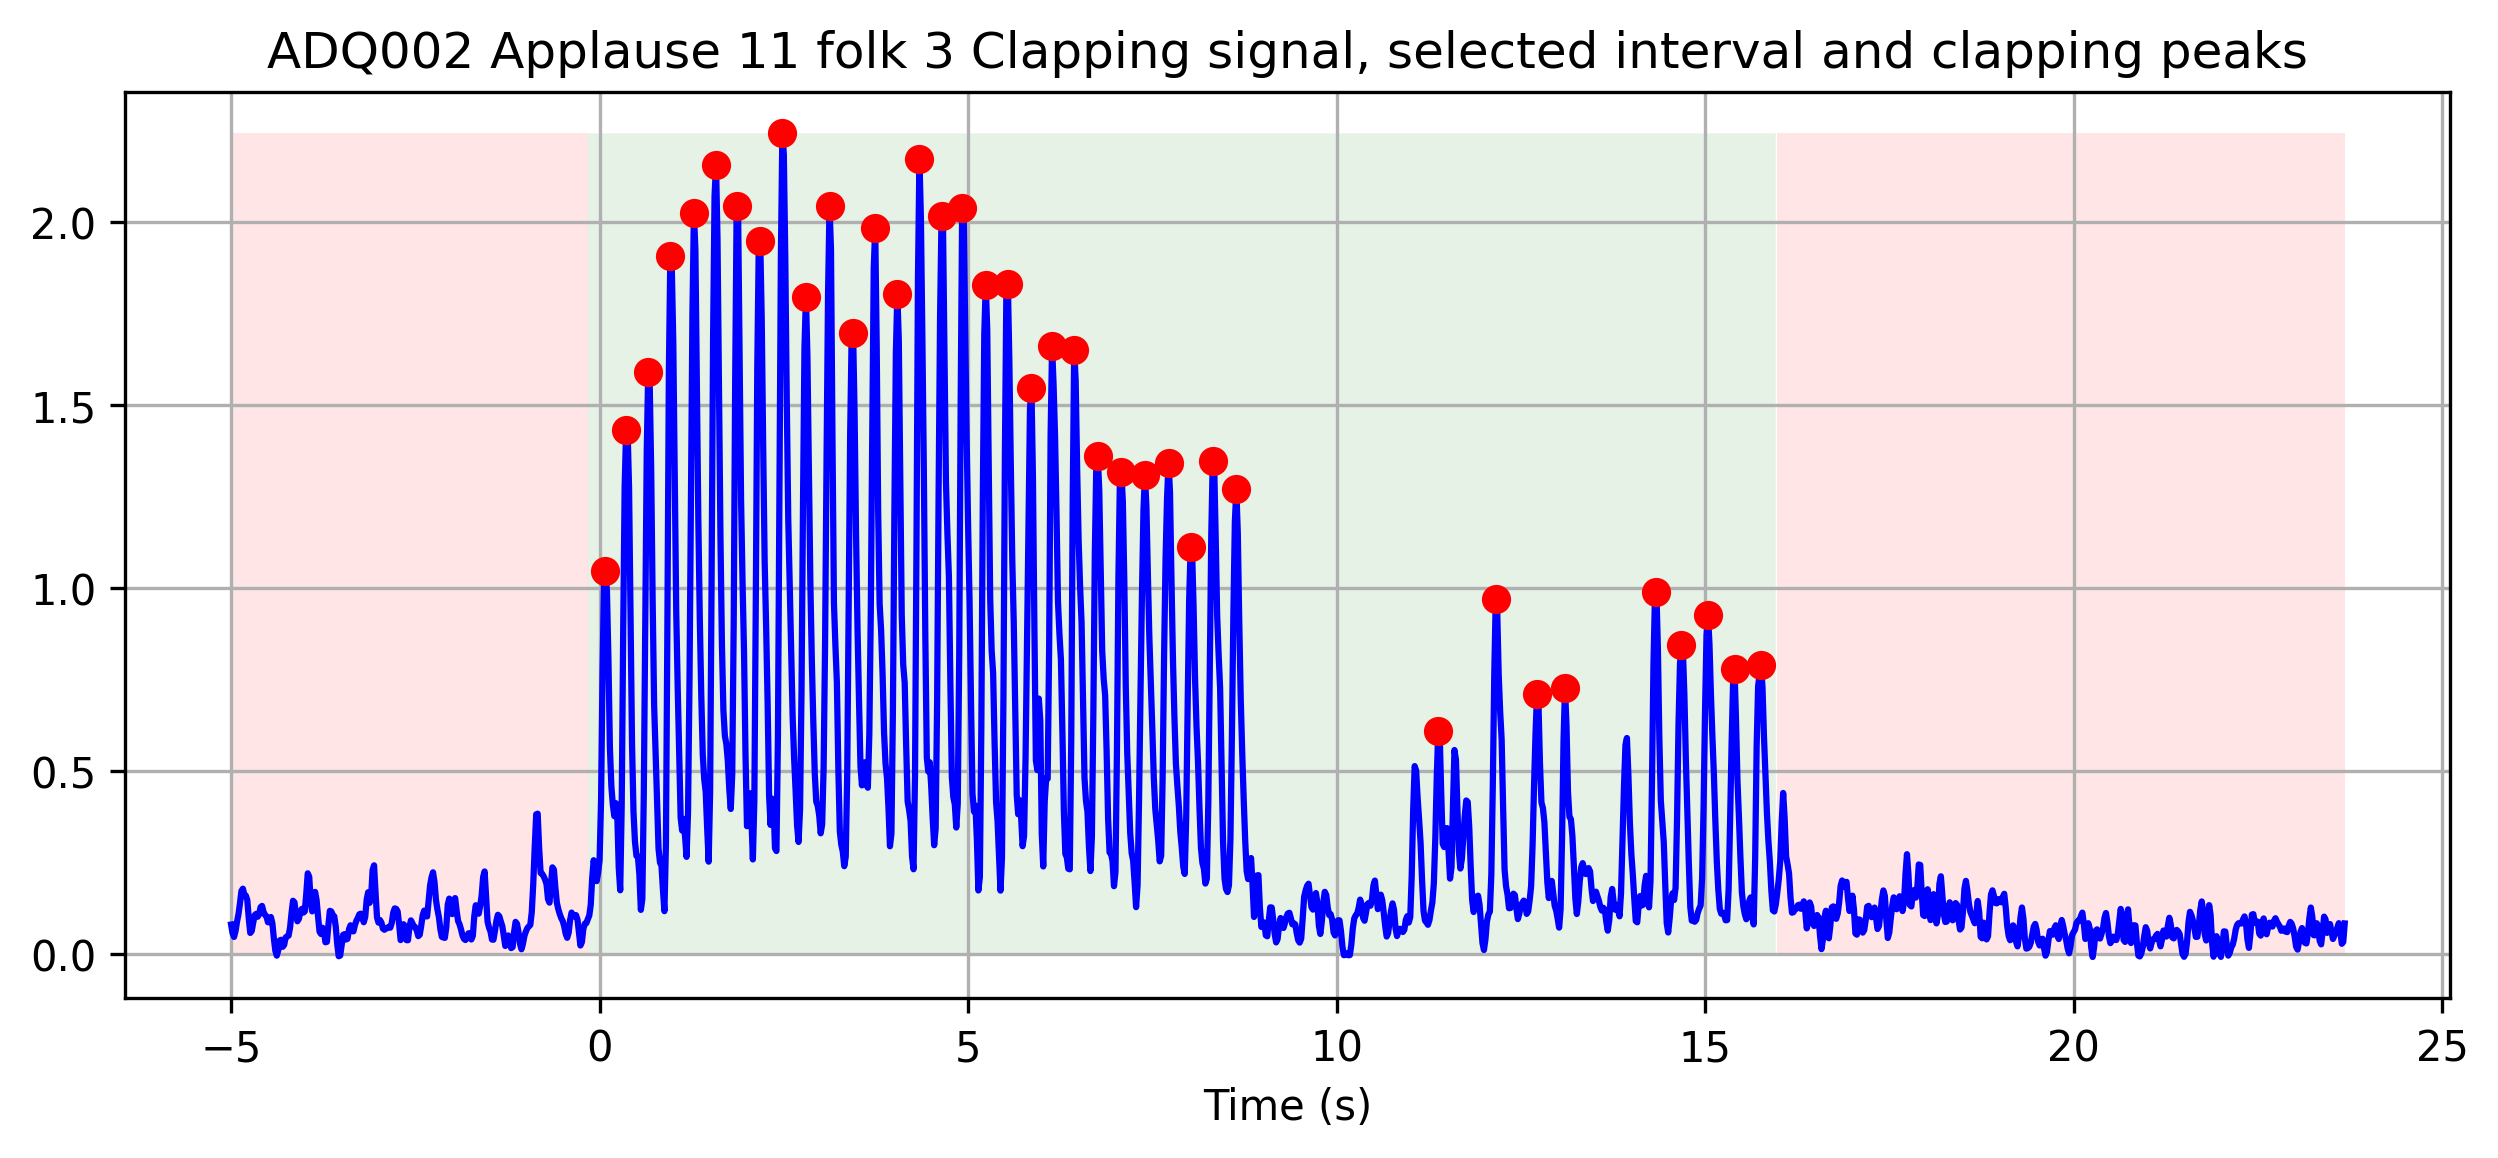 ADQ002 Applause 11 folk 3 Clapping signal, selected interval and clapping peaks
2.0
1.5
1.0
0.5
0.0
−5 0 5 10 15 20 25
Time (s)